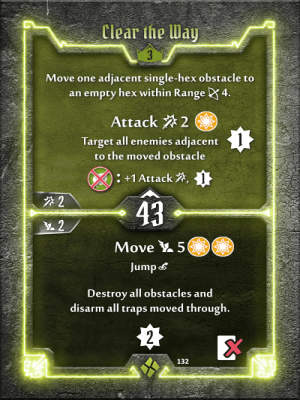 Clear the Way
3
Move one adjacent single-hex obstacle to
an empty hex within Range 4.
Attack 2
Target all enemies adjacent
to the moved obstacle
1
: +1 Attack , 1
2
43
2
Move 5
Jump
Destroy all obstacles and
disarm all traps moved through.
2
132